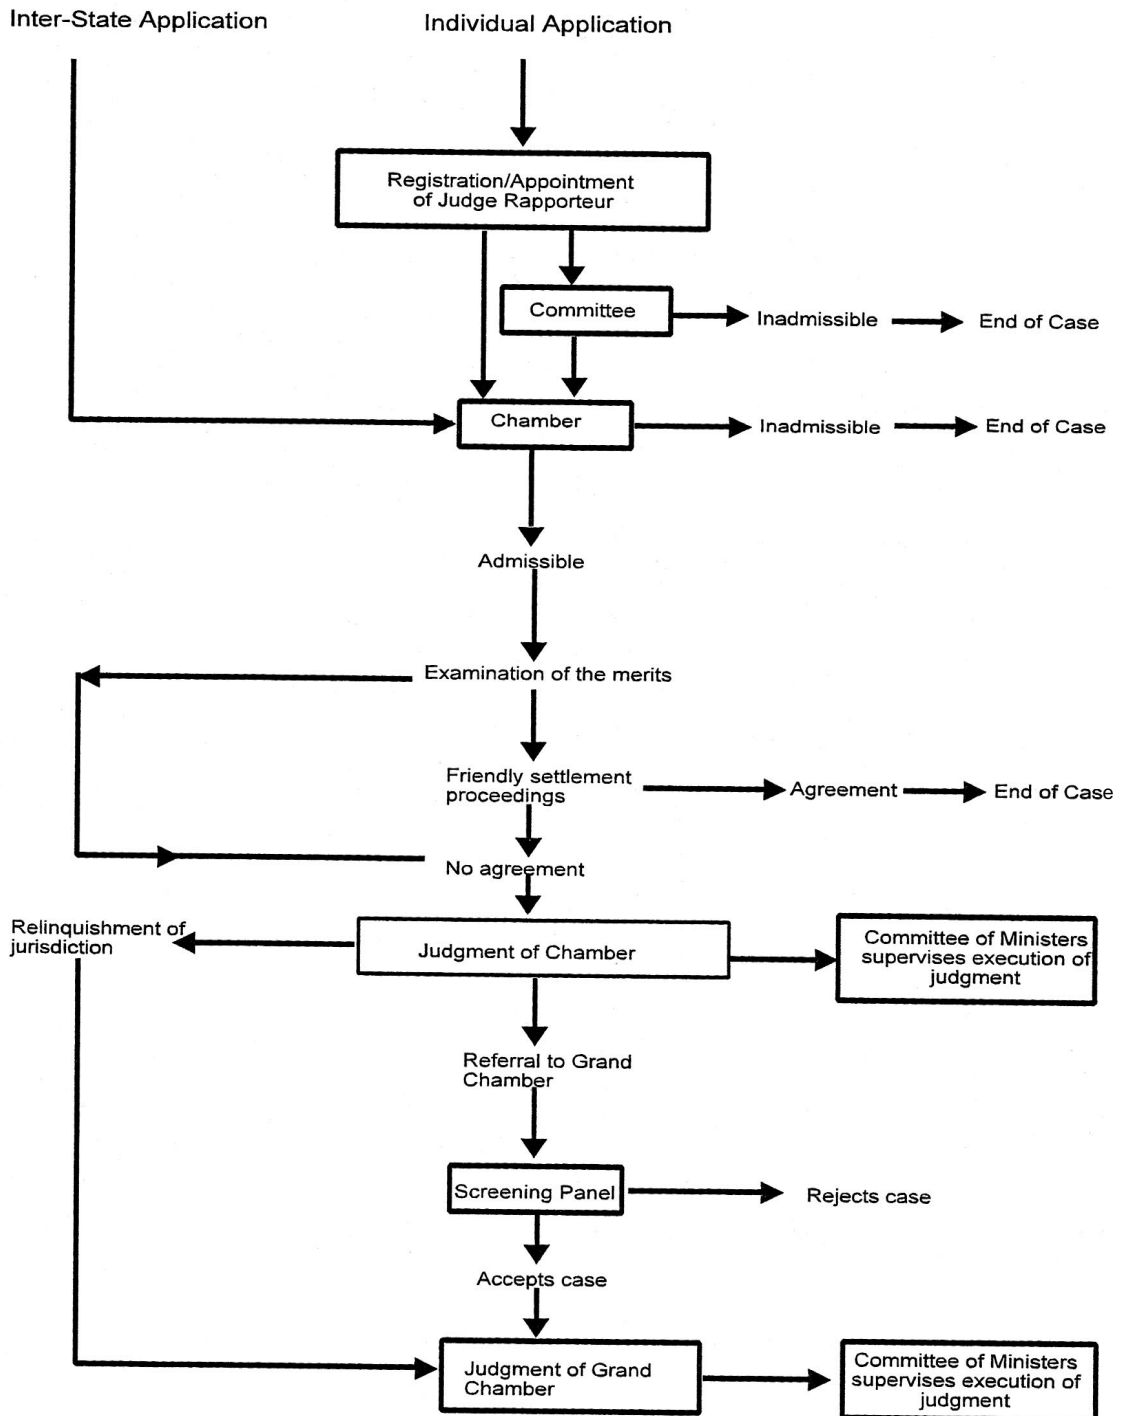 Inter-State Application
Individual Application
Registration/Appointment
of Judge Rapporteur
Committee
Inadmissible
End of Case
Chamber
Inadmissible
End of Case
Admissible
Examination of the merits
Friendly settlement
proceedings
Agreement
End of Case
No agreement
Relinquishment of
jurisdiction
Judgment of Chamber
Committee of Ministers
supervises execution of
judgment
Referral to Grand
Chamber
Screening Panel
Rejects case
Accepts case
Judgment of Grand
Chamber
Committee of Ministers
supervises execution of
judgment